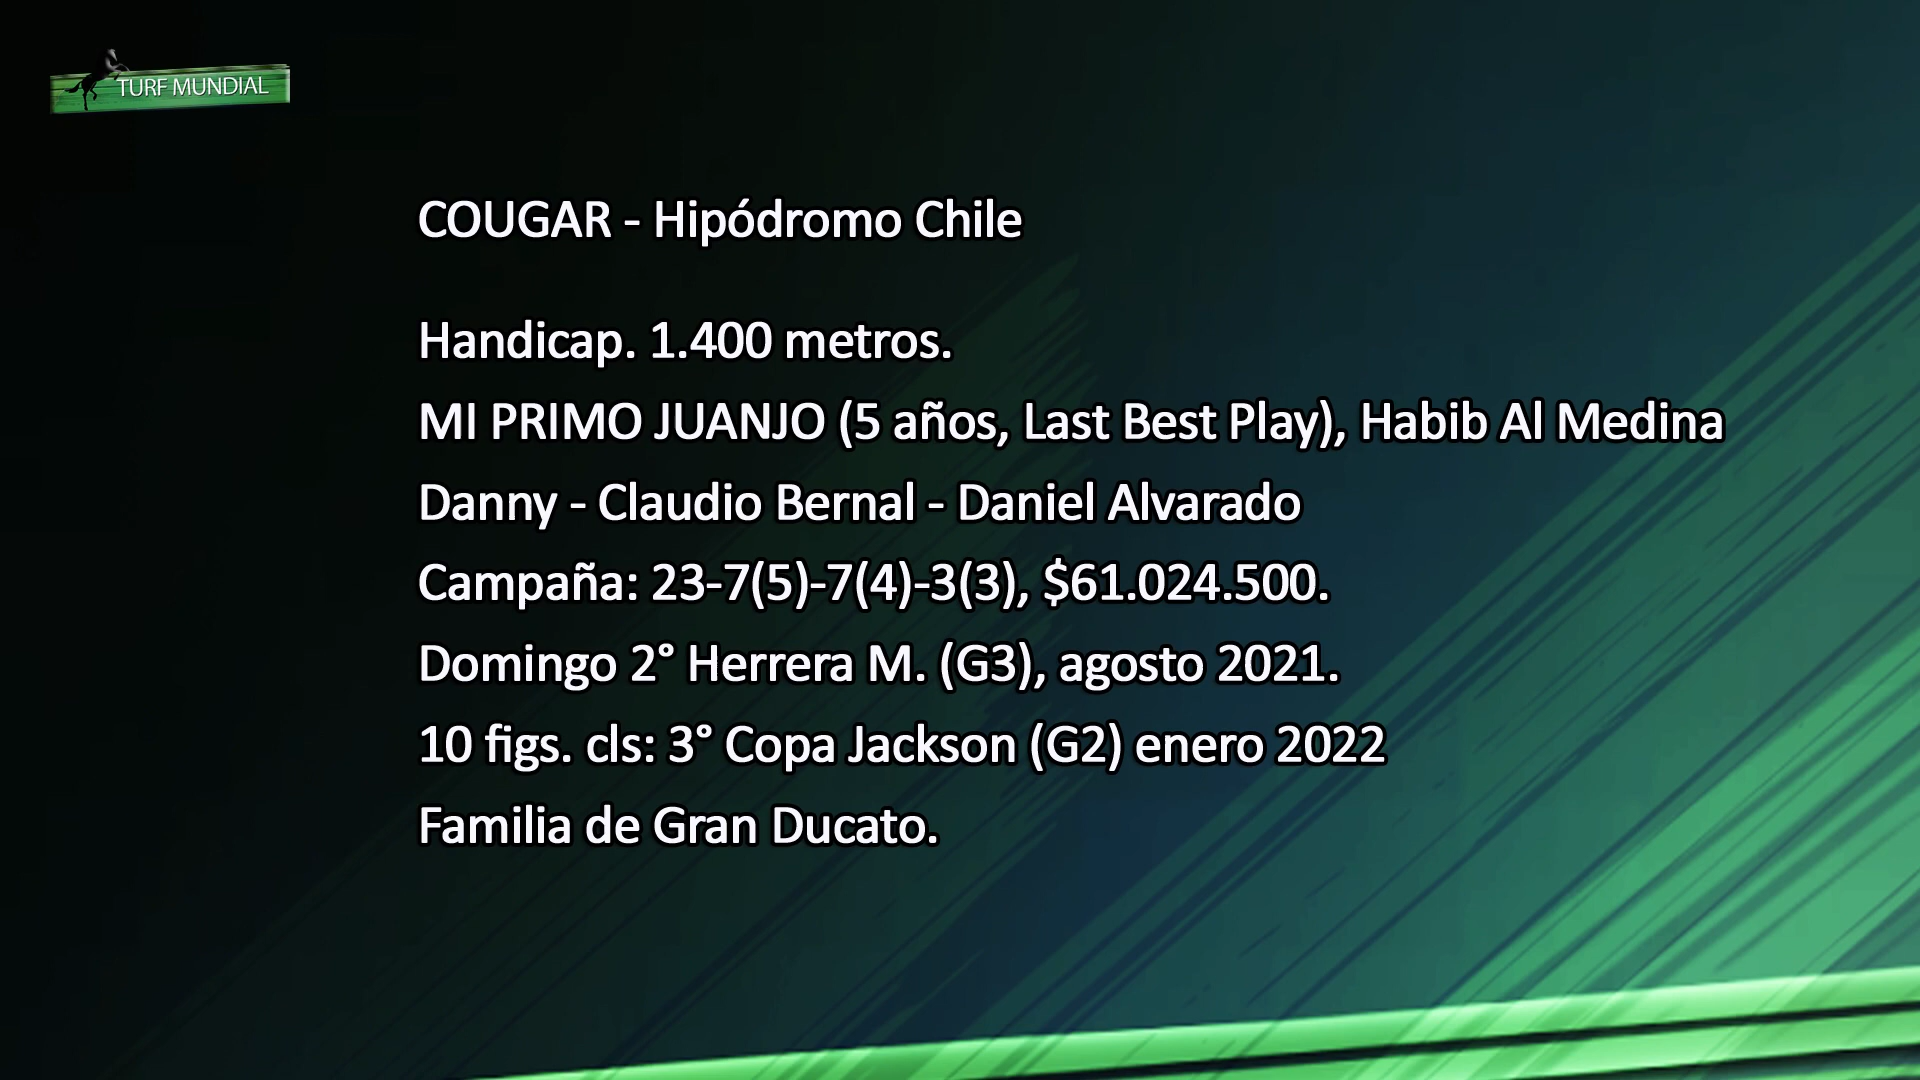 TURF MUNDIAL
COUGAR - Hipódromo Chile
Handicap. 1.400 metros.
MI PRIMO JUANJO (5 años, Last Best Play), Habib Al Medina
Danny - Claudio Bernal - Daniel Alvarado
Campaña: 23-7(5)-7(4)-3(3), $61.024.500.
Domingo 2° Herrera M. (G3), agosto 2021.
10 figs. cls: 3° Copa Jackson (G2) enero 2022
Familia de Gran Ducato.